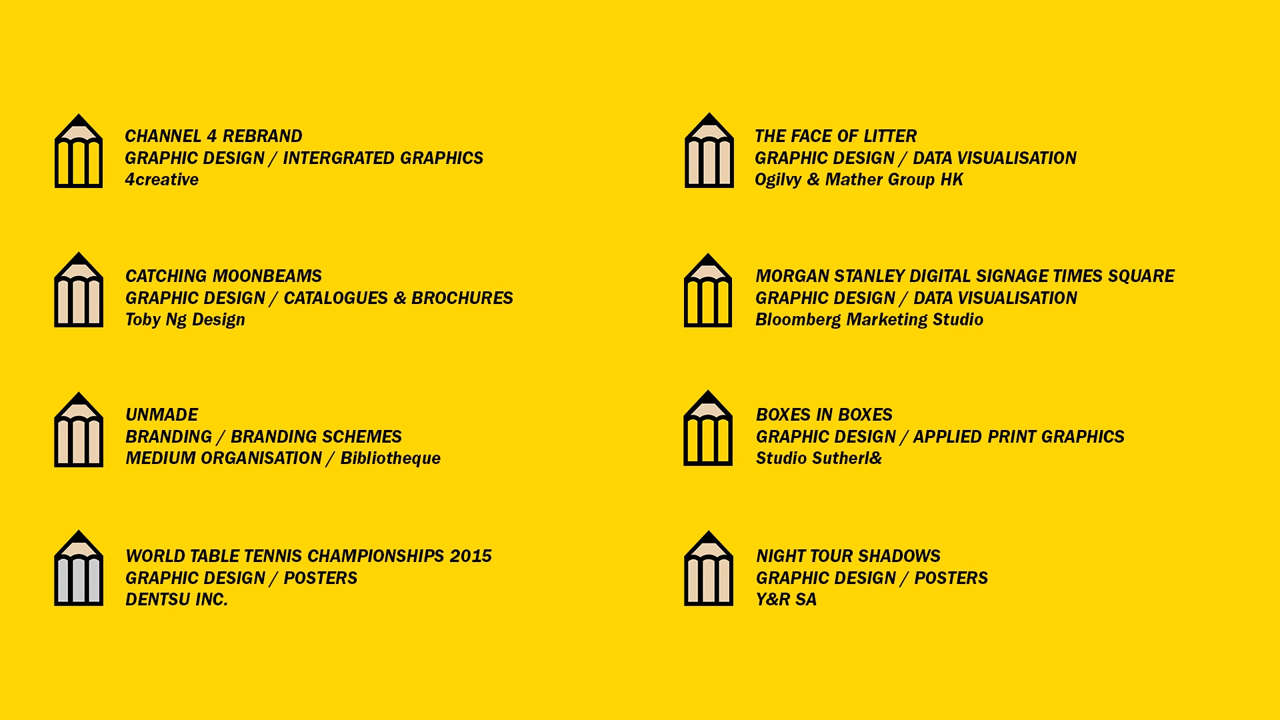 CHANNEL 4 REBRAND
GRAPHIC DESIGN / INTERGRATED GRAPHICS
4creative
CATCHING MOONBEAMS
GRAPHIC DESIGN / CATALOGUES & BROCHURES
Toby Ng Design
UNMADE
BRANDING / BRANDING SCHEMES
MEDIUM ORGANISATION / Bibliotheque
WORLD TABLE TENNIS CHAMPIONSHIPS 2015
GRAPHIC DESIGN / POSTERS
DENTSU INC.
THE FACE OF LITTER
GRAPHIC DESIGN / DATA VISUALISATION
Ogilvy & Mather Group HK
MORGAN STANLEY DIGITAL SIGNAGE TIMES SQUARE
GRAPHIC DESIGN / DATA VISUALISATION
Bloomberg Marketing Studio
BOXES IN BOXES
GRAPHIC DESIGN / APPLIED PRINT GRAPHICS
Studio Sutherl&
NIGHT TOUR SHADOWS
GRAPHIC DESIGN / POSTERS
Y&R SA